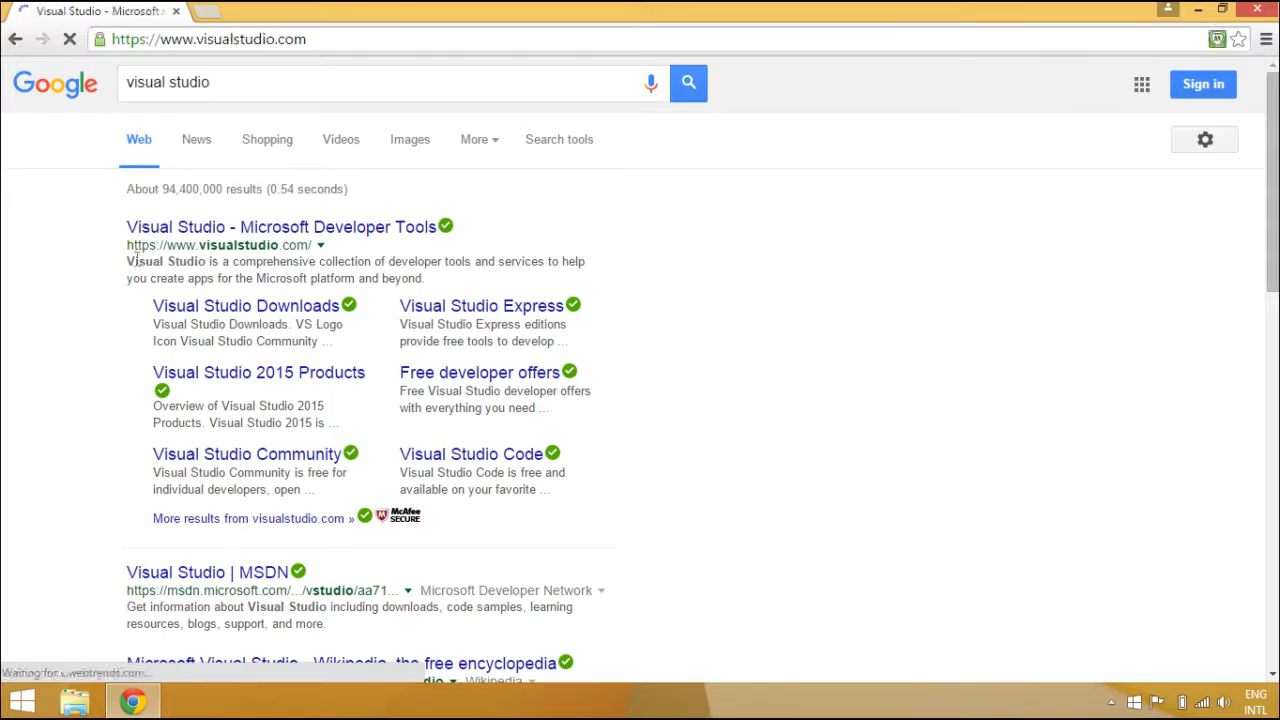 Visual Studio - Microsoft
https://www.visualstudio.com
Google
visual studio
Sign in
Web News Shopping Videos Images More Search tools
About 94,400,000 results (0.54 seconds)
Visual Studio - Microsoft Developer Tools
https://www.visualstudio.com/
Visual Studio is a comprehensive collection of developer tools and services to help
you create apps for the Microsoft platform and beyond.
Visual Studio Downloads
Visual Studio Downloads. VS Logo
Icon Visual Studio Community ...
Visual Studio Express
Visual Studio Express editions
provide free tools to develop ...
Visual Studio 2015 Products
Overview of Visual Studio 2015
Products. Visual Studio 2015 is ...
Free developer offers
Free Visual Studio developer offers
with everything you need ...
Visual Studio Community
Visual Studio Community is free for
individual developers, open ...
Visual Studio Code
Visual Studio Code is free and
available on your favorite ...
More results from visualstudio.com »
McAfee
SECURE
Visual Studio | MSDN
https://msdn.microsoft.com/.../vstudio/aa71... Microsoft Developer Network
Get information about Visual Studio including downloads, code samples, learning
resources, blogs, support, and more.
Microsoft Visual Studio - Wikipedia, the free encyclopedia
Wikipedia
Waiting for
ENG
INTL